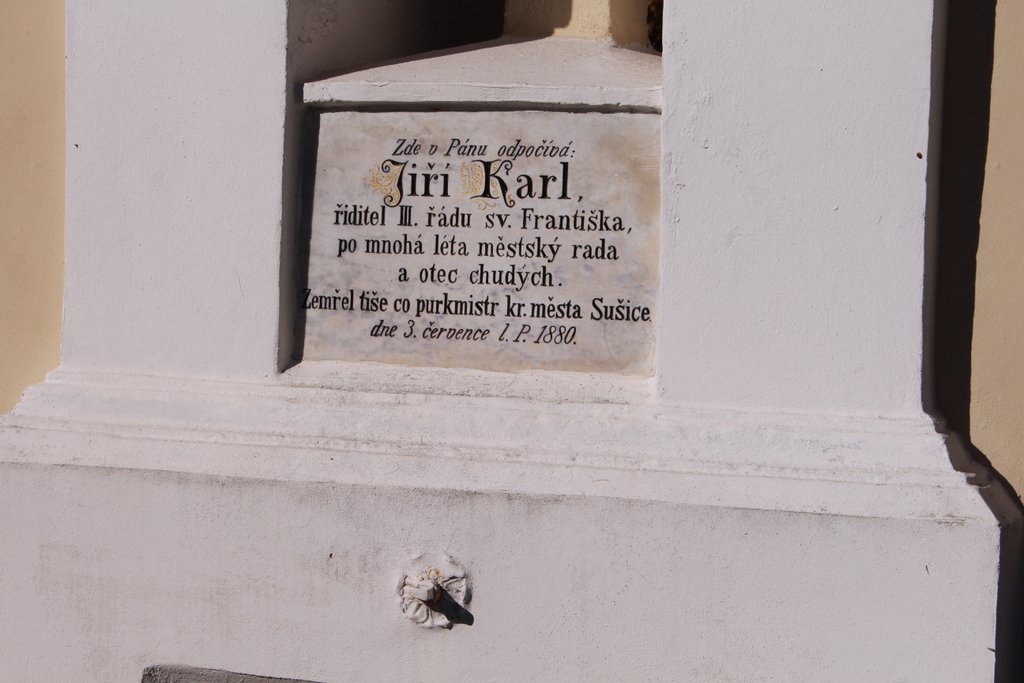 Zde v Pánu odpočívá:
Jiří Karl,
řiditel III. řádu sv. Františka,
po mnohá léta městský rada
a otec chudých.
Zemřel tiše co purkmistr kr. města Sušice
dne 3. července l. P. 1880.